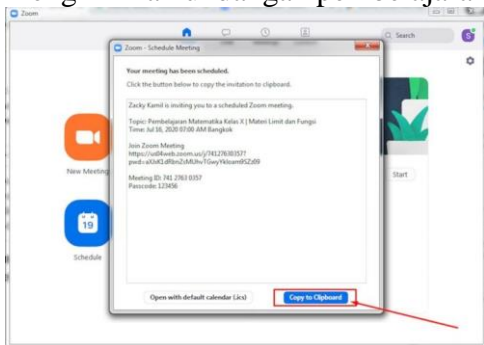 Zoom
Search
S
Zoom - Schedule Meeting
Your meeting has been scheduled.
Click the button below to copy the invitation to clipboard.
Zacky Kamil is inviting you to a scheduled Zoom meeting.
Topic: Pembelajaran Matematika Kelas X | Materi Limit dan Fungsi
Time: Jul 16, 2020 07:00 AM Bangkok
Join Zoom Meeting
Meeting ID: 741 2763 0357
Passcode: 123456
New Meeting
Start
19
Schedule
Open with default calendar (.ics)
Copy to Clipboard